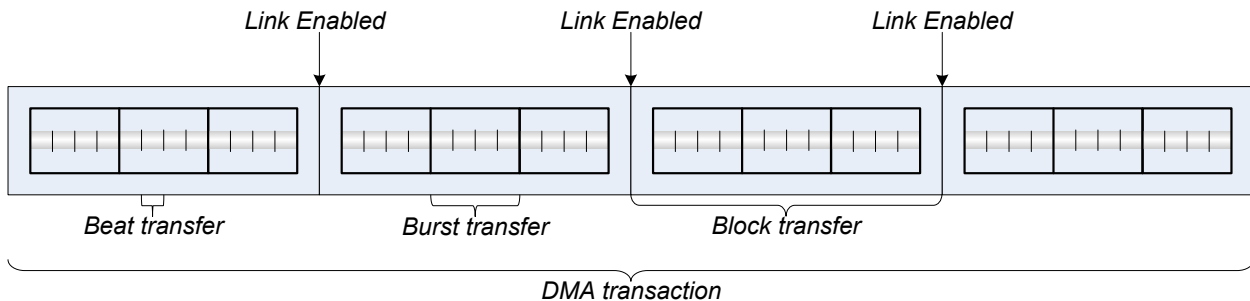 Link Enabled Link Enabled Link Enabled
Beat transfer Burst transfer Block transfer
DMA transaction